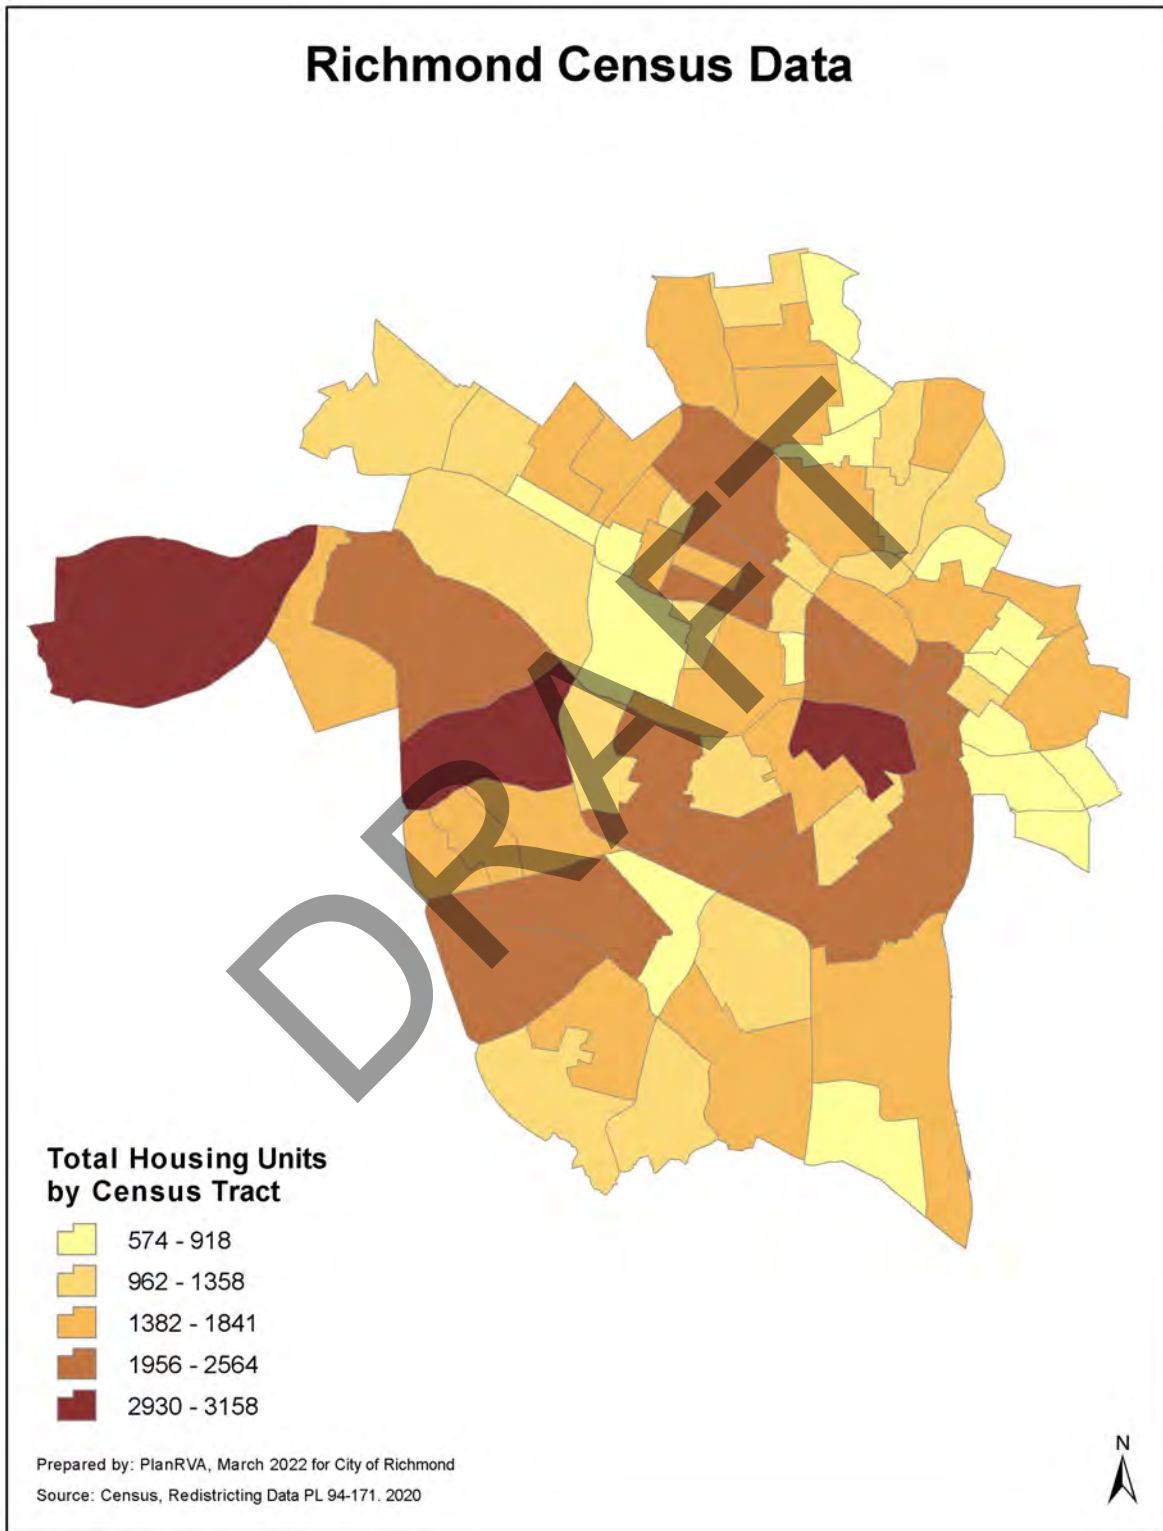 Richmond Census Data
DRAFT
Total Housing Units
by Census Tract
574 - 918
962 - 1358
1382 - 1841
1956 - 2564
2930 - 3158
Prepared by: PlanRVA, March 2022 for City of Richmond
Source: Census, Redistricting Data PL 94-171. 2020
N